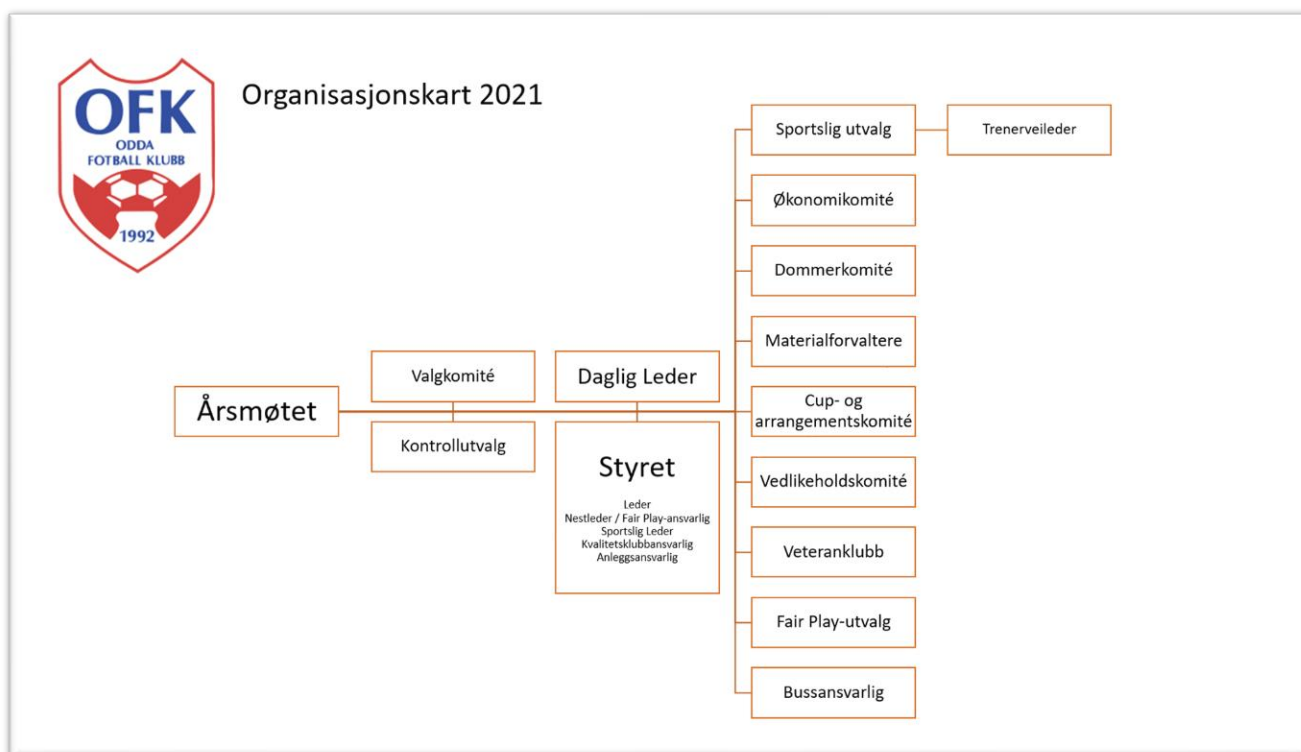 OFK
ODDA
FOTBALL KLUBB
1992
Organisasjonskart 2021
Årsmøtet
Valgkomité
Kontrollutvalg
Daglig Leder
Styret
Leder
Nestleder / Fair Play-ansvarlig
Sportslig Leder
Kvalitetsklubbansvarlig
Anleggsansvarlig
Sportslig utvalg
Trenerveileder
Økonomikomité
Dommerkomité
Materialforvaltere
Cup- og
arrangementskomité
Vedlikeholdskomité
Veteranklubb
Fair Play-utvalg
Bussansvarlig